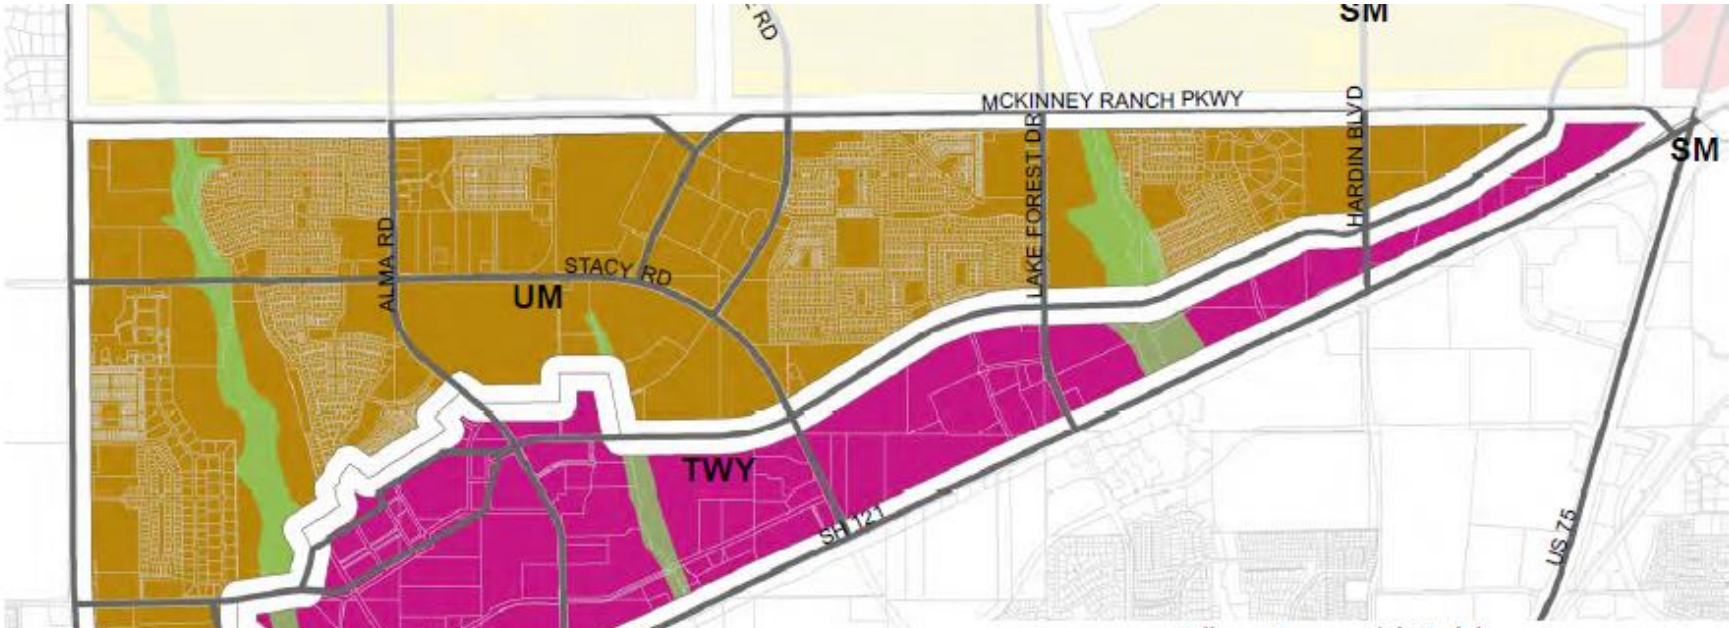 SM
RD
MCKINNEY RANCH PKWY
HARDIN BLVD
LAKE FOREST DR
SM
ALMA RD
STACY RD
UM
TWY
SH 121
US 75